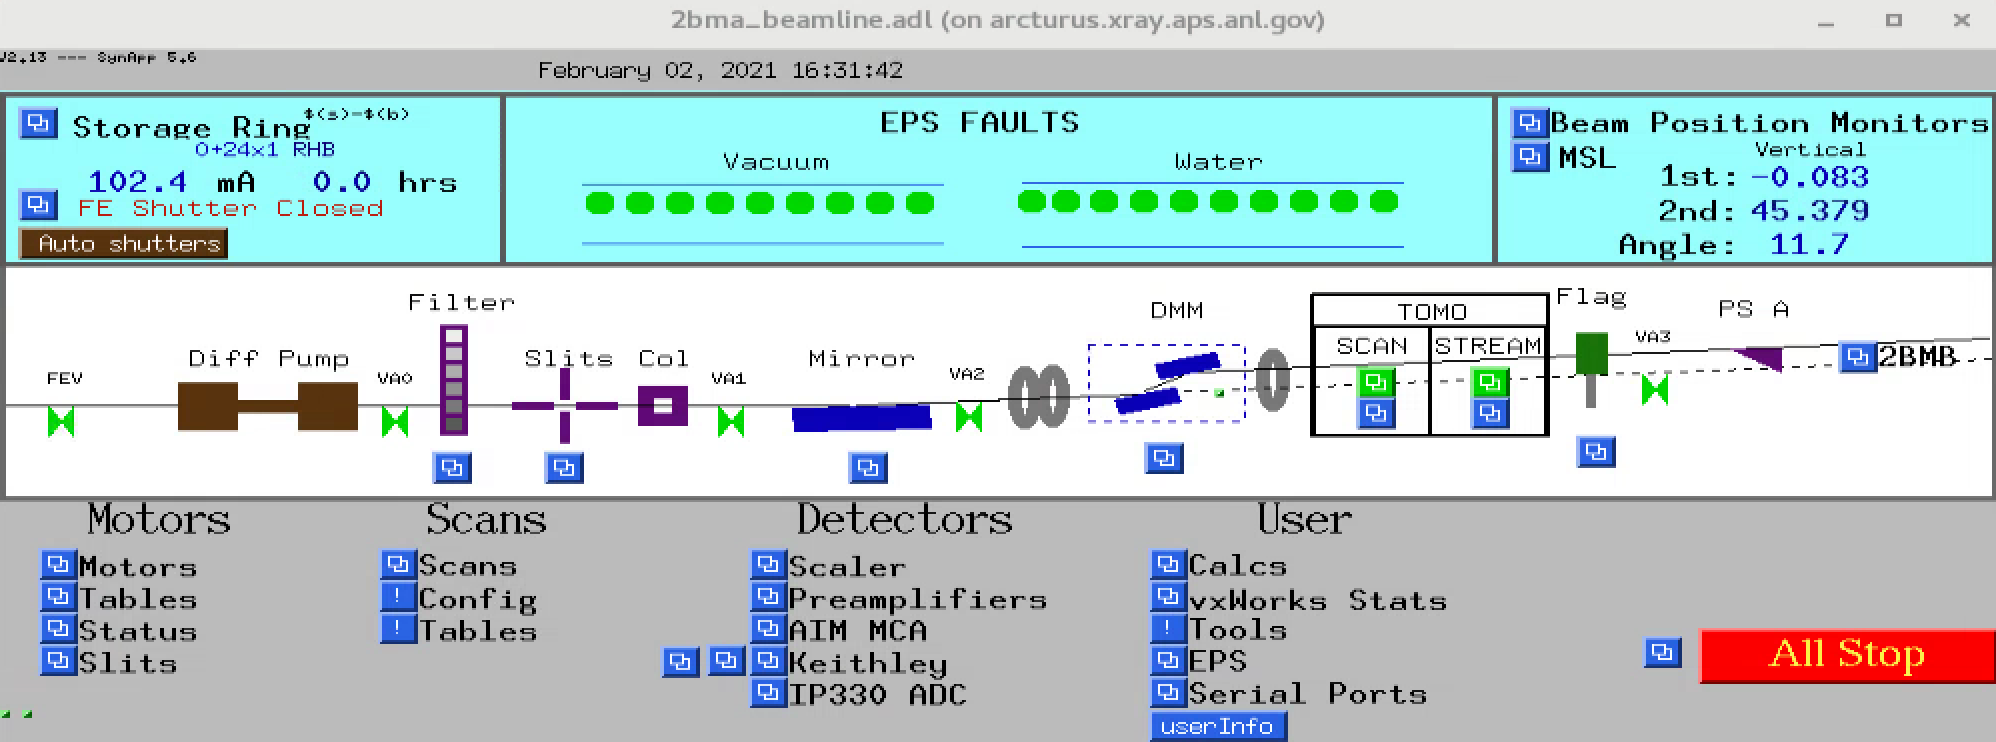 2bma_beamline.adl (on arcturus.xray.aps.anl.gov)
V2.13 --- SynApp 5.6
February 02, 2021 16:31:42
Storage Ring
$(s)-$(b)
0+24x1 RHB
102.4 mA 0.0 hrs
FE Shutter Closed
Auto shutters
EPS FAULTS
Vacuum
Water
Beam Position Monitors
MSL
Vertical
1st: -0.083
2nd: 45.379
Angle: 11.7
FEV
Diff Pump
VA0
Filter
Slits
Col
VA1
Mirror
VA2
DMM
TOMO
SCAN
STREAM
Flag
VA3
PS A
2BMB
Motors
Motors
Tables
Status
Slits
Scans
Scans
! Config
! Tables
Detectors
Scaler
Preamplifiers
AIM MCA
Keithley
IP330 ADC
User
Calcs
vxWorks Stats
! Tools
EPS
Serial Ports
userInfo
All Stop